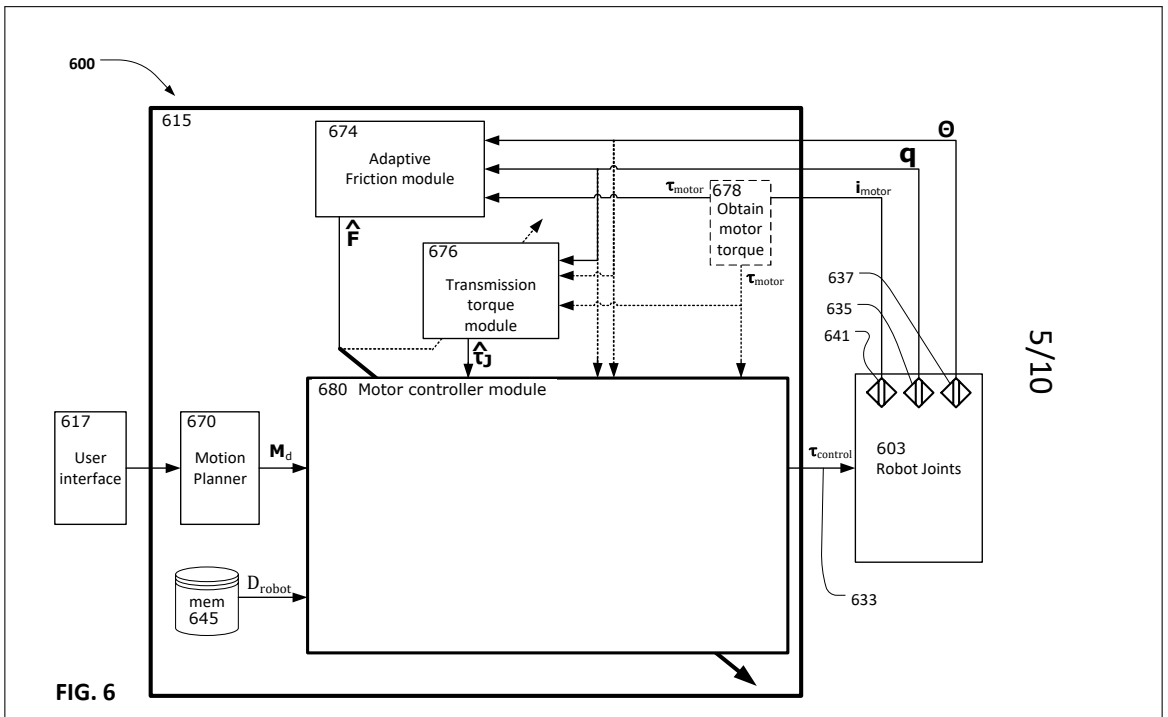 600
615
674
Adaptive
Friction module
Θ
q
τmotor
678
Obtain
motor
torque
imotor
F̂
676
Transmission
torque
module
τmotor
637
635
641
τ̂J
5/10
680 Motor controller module
617
User
interface
670
Motion
Planner
Md
τcontrol
603
Robot Joints
Drobot
mem
645
633
FIG. 6